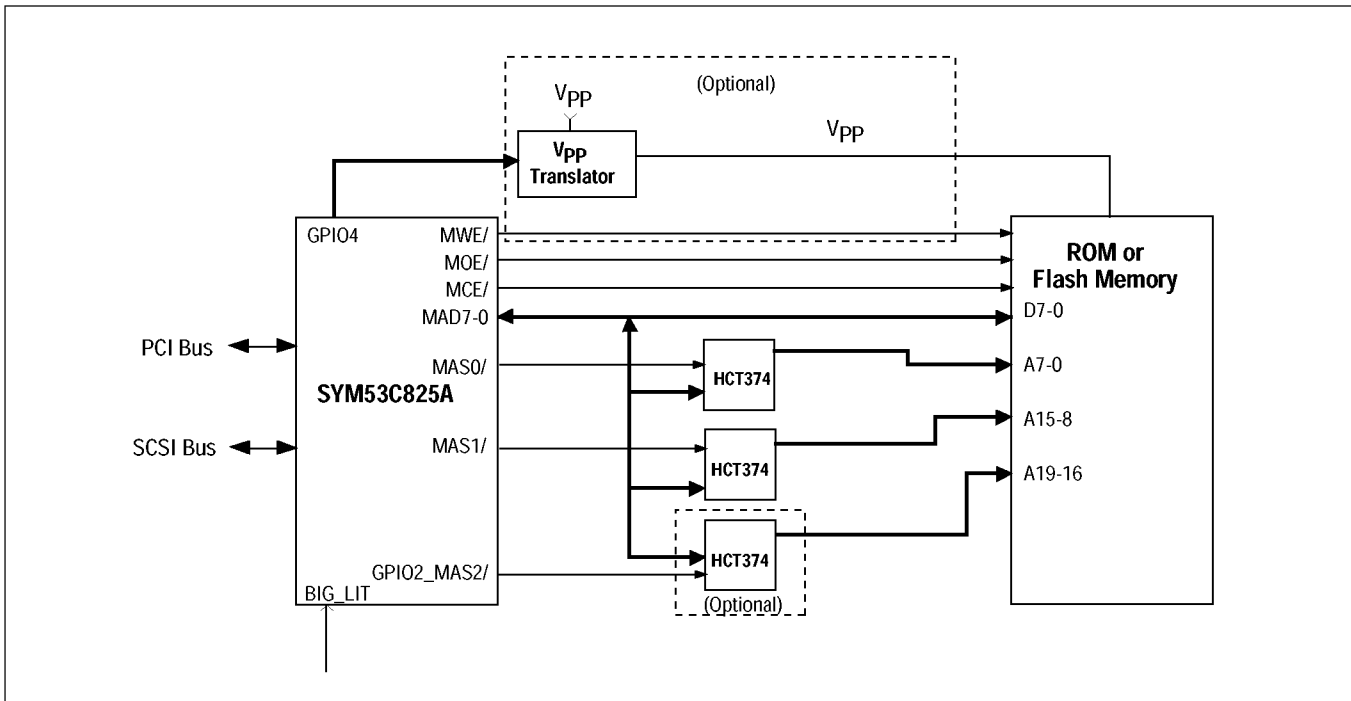 (Optional)
VPP
VPP
VPP
Translator
GPIO4
MWE/
MOE/
MCE/
MAD7-0
MAS0/
MAS1/
GPIO2_MAS2/
BIG_LIT
SYM53C825A
PCI Bus
SCSI Bus
HCT374
HCT374
HCT374
(Optional)
ROM or
Flash Memory
D7-0
A7-0
A15-8
A19-16